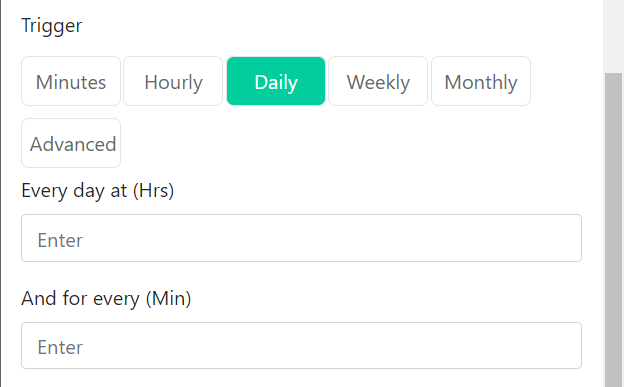 Trigger
Minutes Hourly Daily Weekly Monthly
Advanced
Every day at (Hrs)
Enter
And for every (Min)
Enter